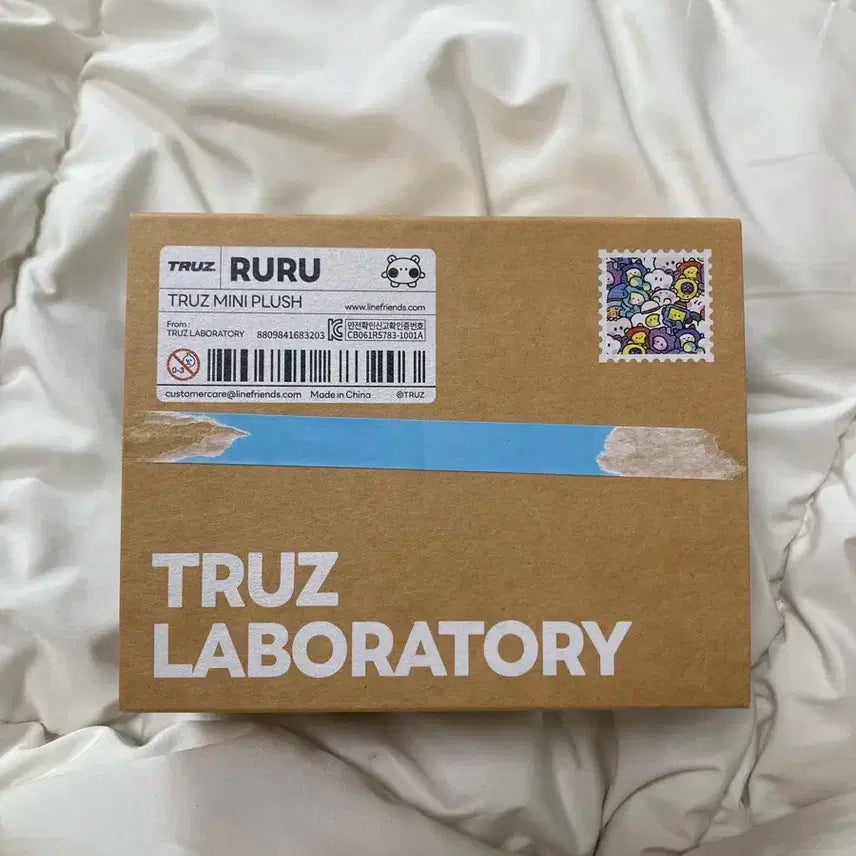 TRUZ. RURU
TRUZ MINI PLUSH
www.linefriends.com
From :
TRUZ LABORATORY 8809841683203
안전확인신고확인증번호
CB061R5783-1001A
0-3
customercare@linefriends.com Made in China ©TRUZ
TRUZ
LABORATORY